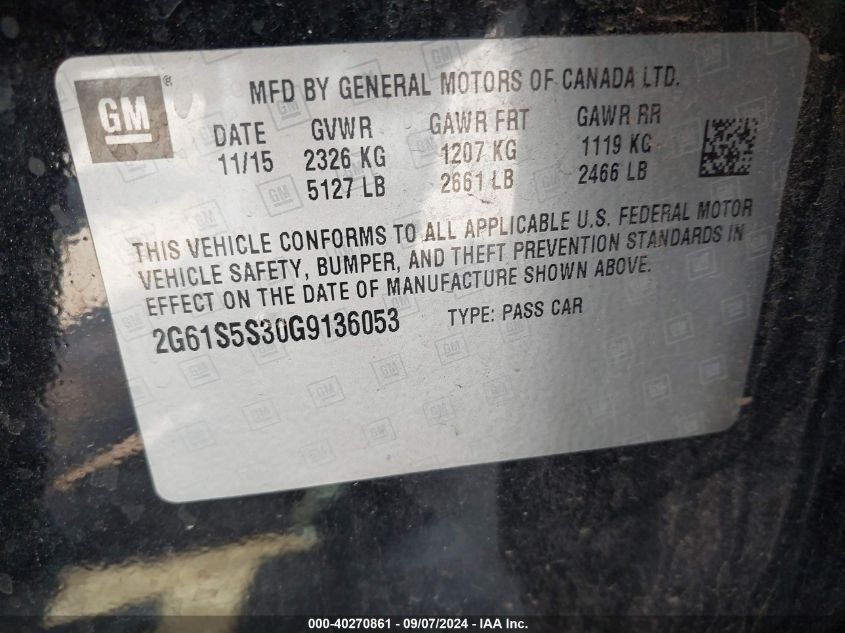 GM
®
MFD BY GENERAL MOTORS OF CANADA LTD.
DATE GVWR GAWR FRT GAWR RR
11/15 2326 KG 1207 KG 1119 KG
5127 LB 2661 LB 2466 LB
THIS VEHICLE CONFORMS TO ALL APPLICABLE U.S. FEDERAL MOTOR
VEHICLE SAFETY, BUMPER, AND THEFT PREVENTION STANDARDS IN
EFFECT ON THE DATE OF MANUFACTURE SHOWN ABOVE.
2G61S5S30G9136053 TYPE: PASS CAR
000-40270861 - 09/07/2024 - IAA Inc.